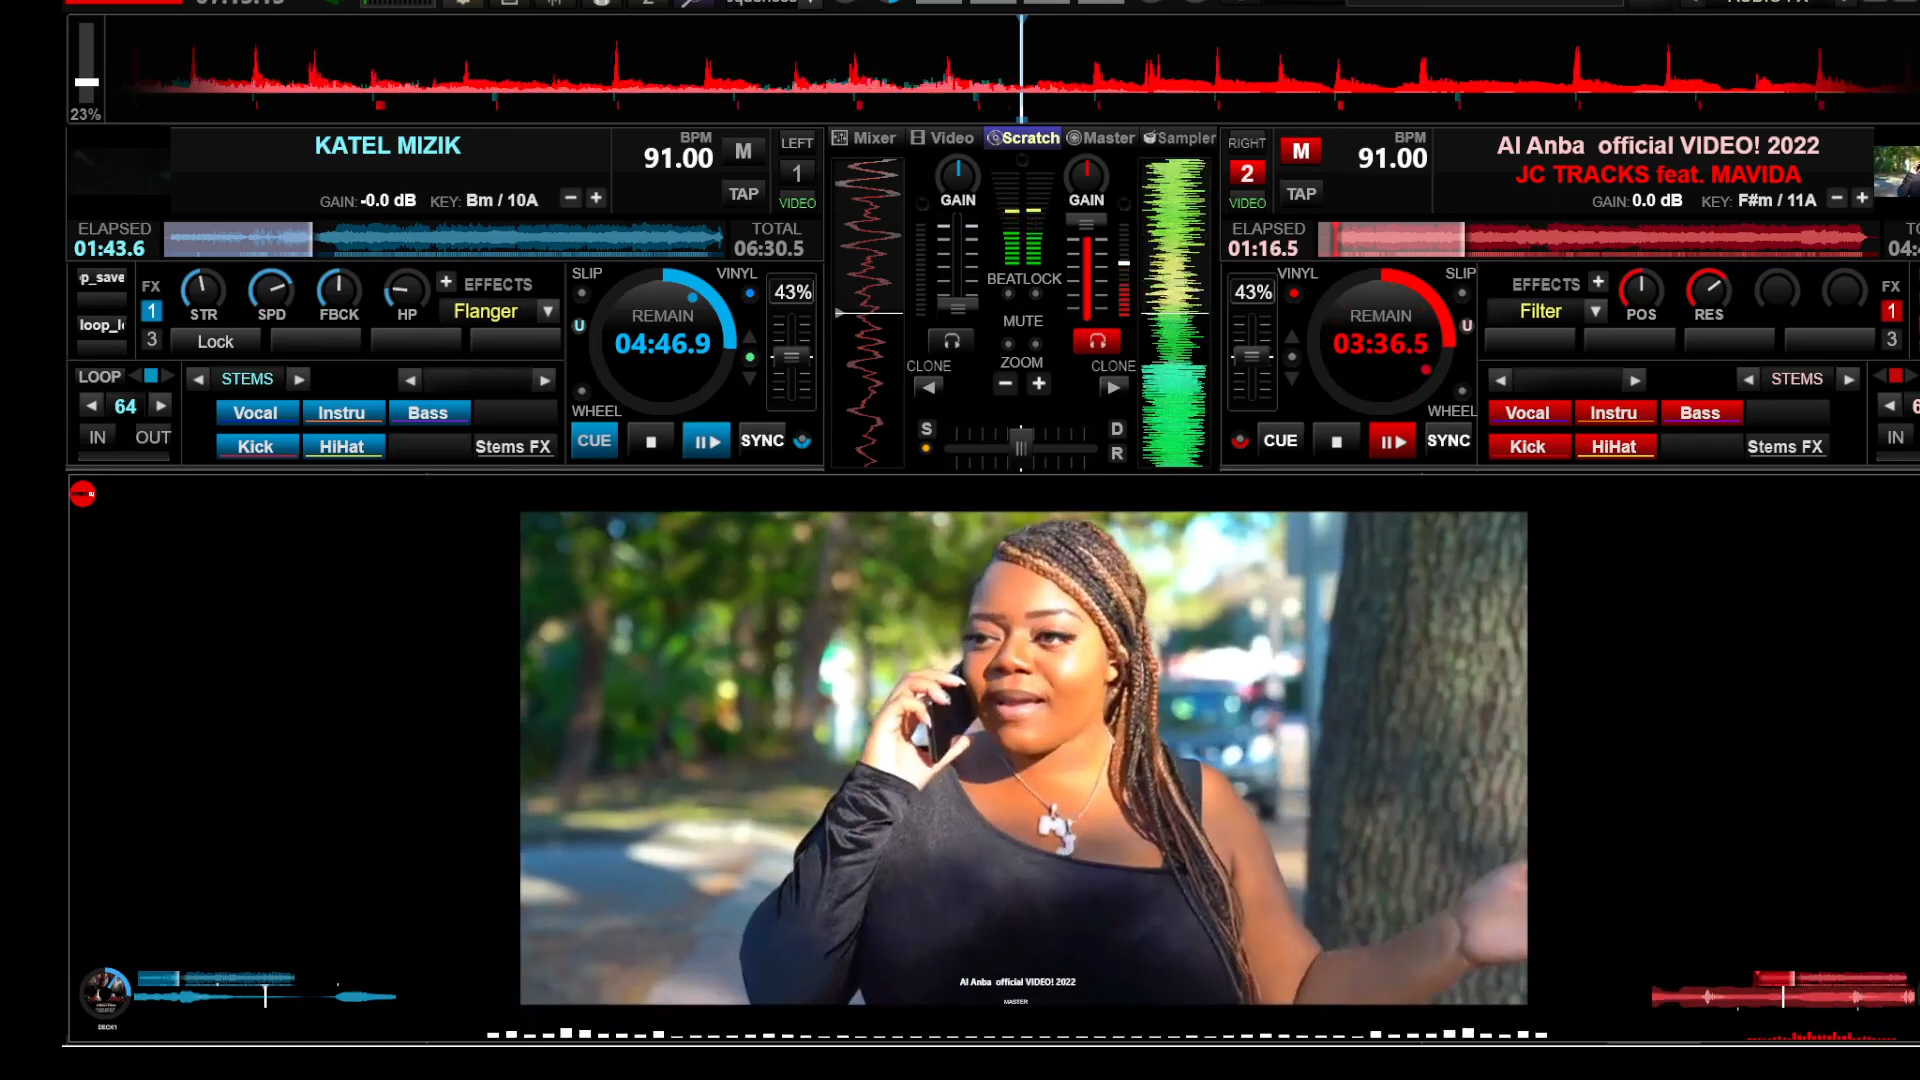 23%
KATEL MIZIK
BPM
91.00
M
TAP
GAIN: -0.0 dB KEY: Bm / 10A
LEFT
1
VIDEO
Mixer Video Scratch Master Sampler
RIGHT
2
VIDEO
M
TAP
BPM
91.00
Al Anba official VIDEO! 2022
JC TRACKS feat. MAVIDA
GAIN: 0.0 dB KEY: F#m / 11A
ELAPSED
01:43.6
TOTAL
06:30.5
GAIN GAIN
ELAPSED
01:16.5
FX
1
3
STR SPD FBCK HP
EFFECTS
Flanger
Lock
SLIP VINYL
REMAIN
04:46.9
WHEEL
43%
BEATLOCK
MUTE
ZOOM
CLONE CLONE
S D
R
43%
VINYL SLIP
REMAIN
03:36.5
WHEEL
EFFECTS
Filter
POS RES
FX
1
3
LOOP
64
IN OUT
STEMS
Vocal Instru Bass
Kick HiHat Stems FX
CUE SYNC
CUE SYNC
STEMS
Vocal Instru Bass
Kick HiHat Stems FX
IN
MJ
Al Anba official VIDEO! 2022
MASTER
DECK1